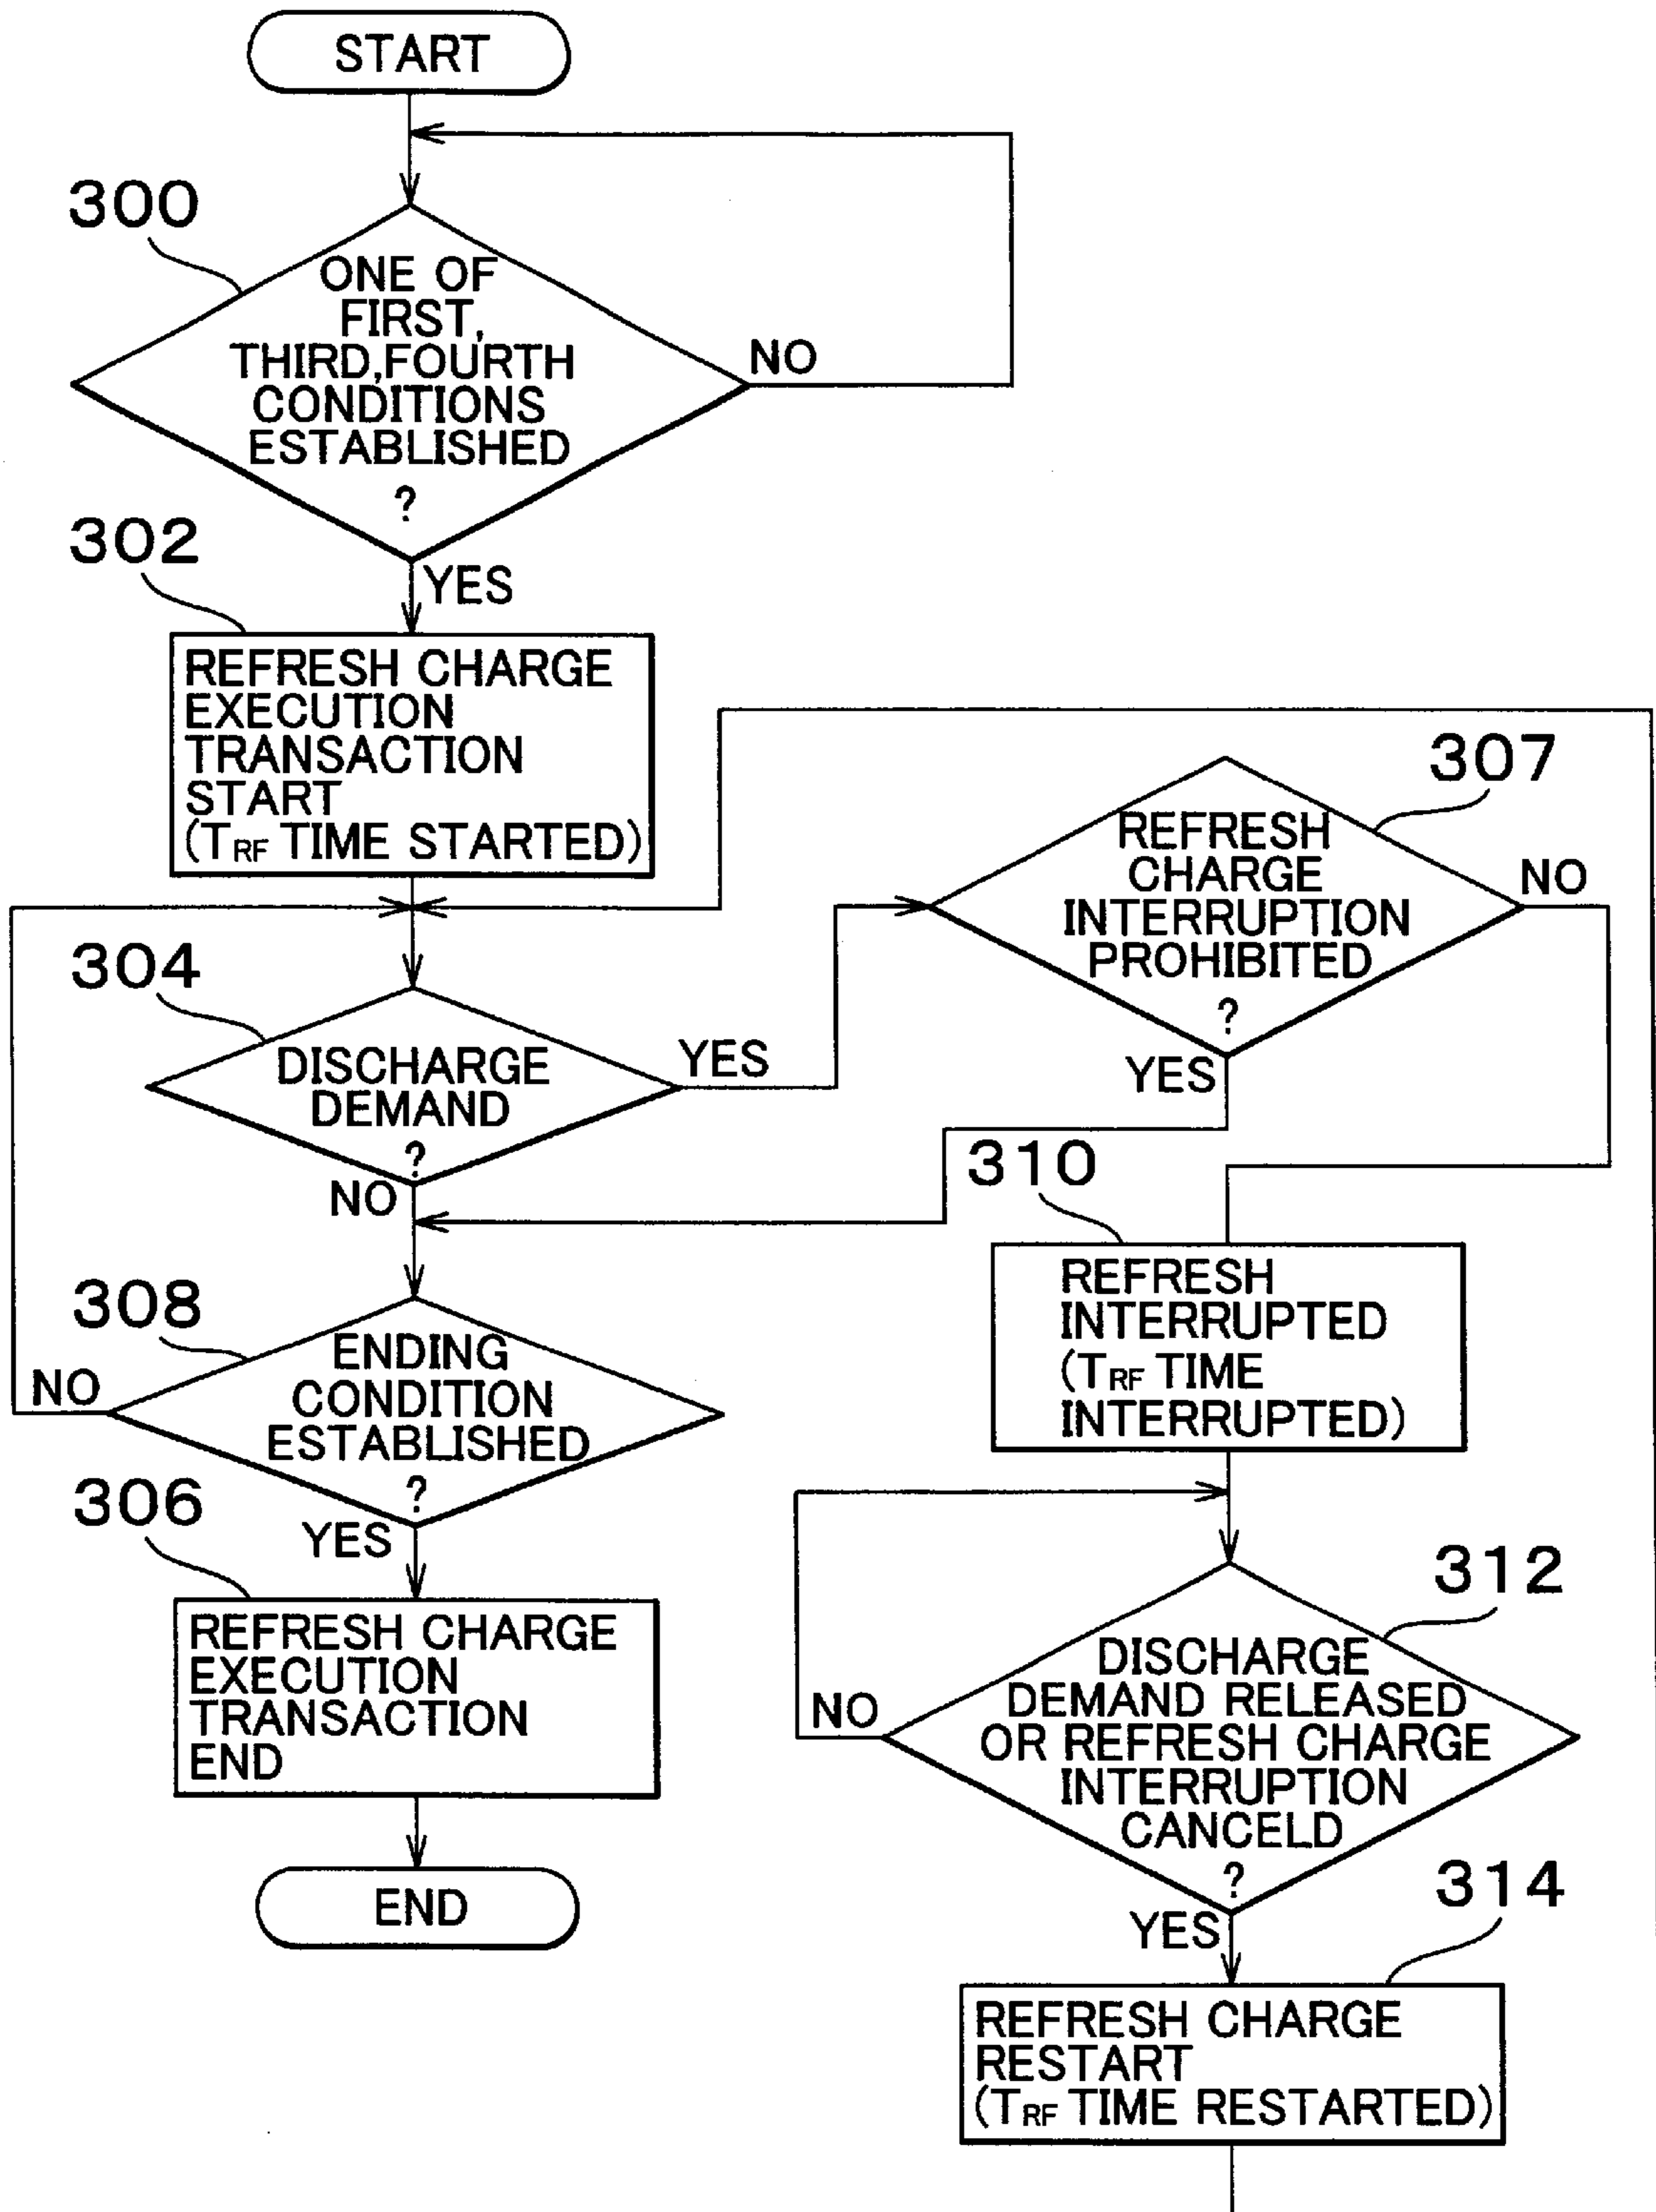 START
300
ONE OF
FIRST,
THIRD,FOURTH
CONDITIONS
ESTABLISHED
?
NO
YES
302
REFRESH CHARGE
EXECUTION
TRANSACTION
START
(TRF TIME STARTED)
304
DISCHARGE
DEMAND
?
YES
NO
307
REFRESH
CHARGE
INTERRUPTION
PROHIBITED
?
NO
YES
308
ENDING
CONDITION
ESTABLISHED
?
NO
YES
306
REFRESH CHARGE
EXECUTION
TRANSACTION
END
END
310
REFRESH
INTERRUPTED
(TRF TIME
INTERRUPTED)
312
DISCHARGE
DEMAND RELEASED
OR REFRESH CHARGE
INTERRUPTION
CANCELD
?
NO
YES
314
REFRESH CHARGE
RESTART
(TRF TIME RESTARTED)